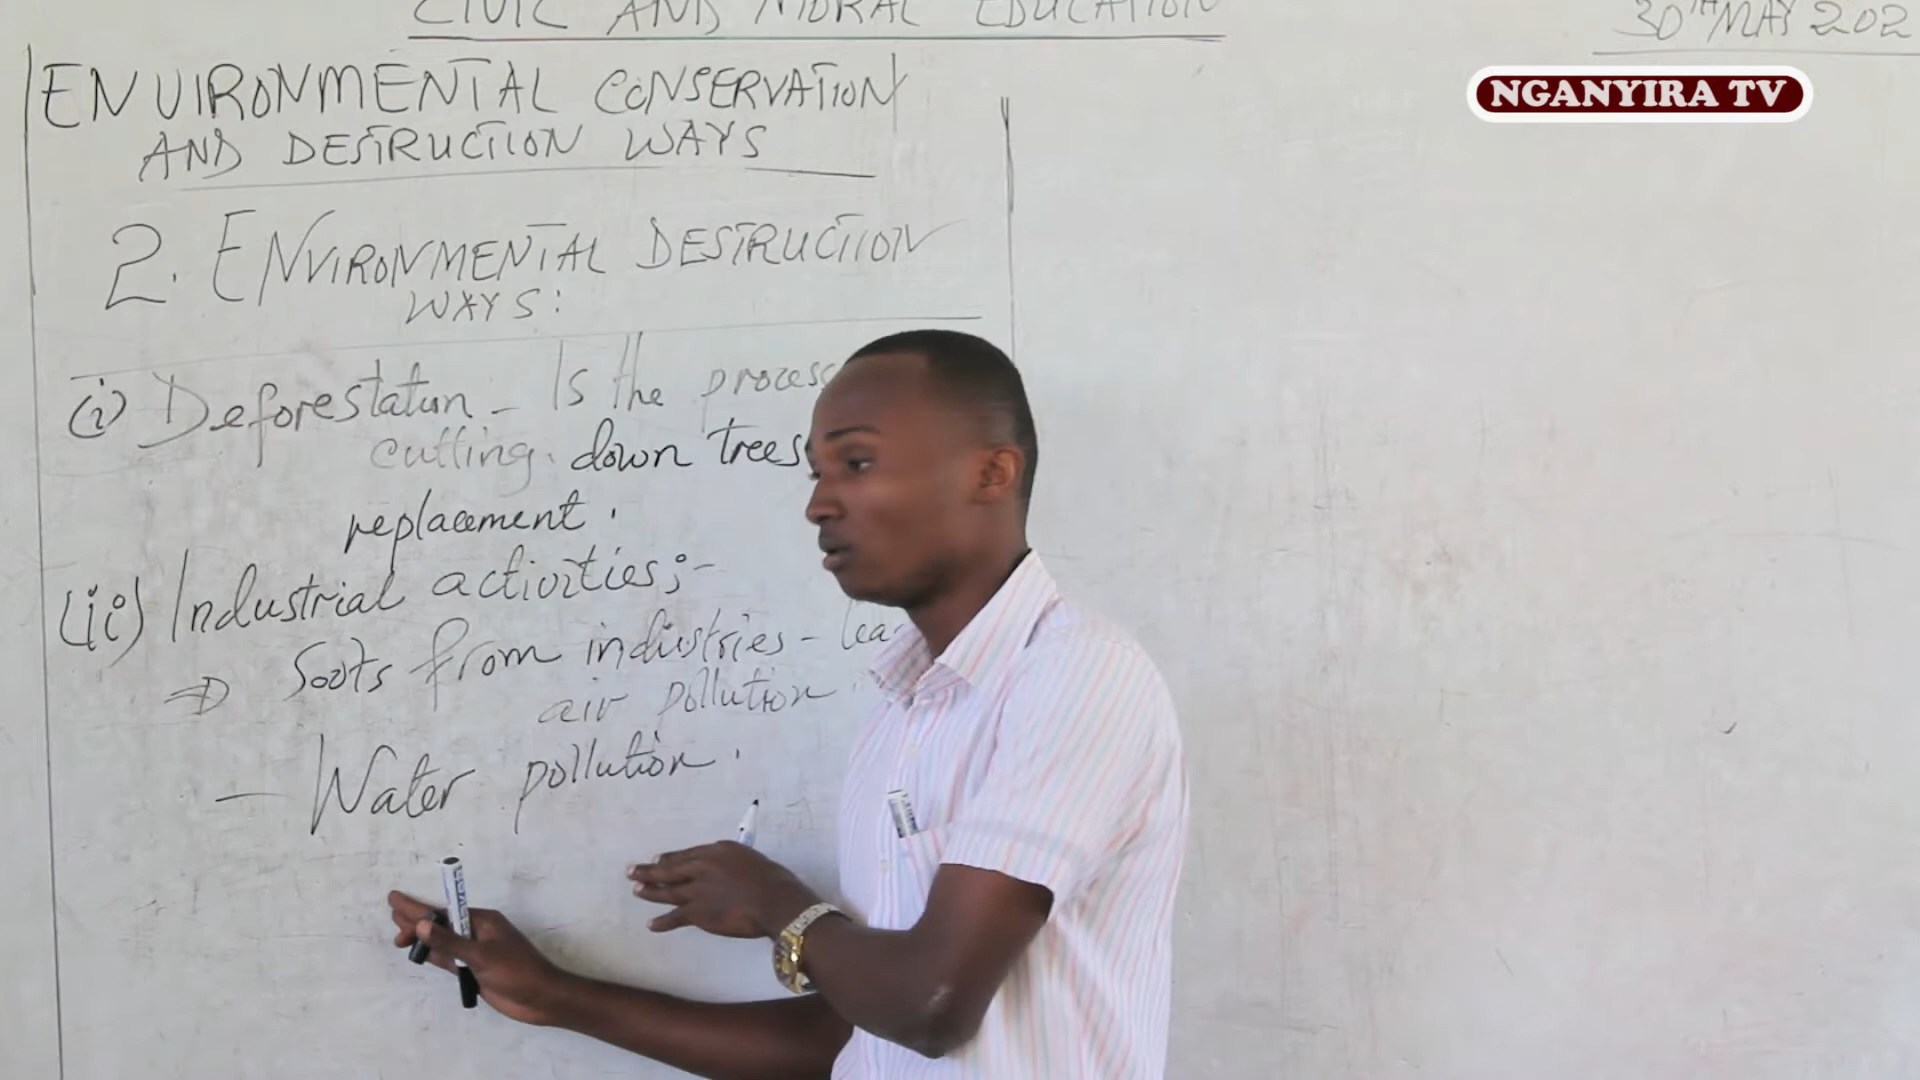 CIVIC AND MORAL EDUCATION
30TH MAY 202
NGANYIRA TV
ENVIRONMENTAL CONSERVATION
AND DESTRUCTION WAYS
2. ENVIRONMENTAL DESTRUCTION
WAYS:
(i) Deforestation - Is the process
cutting down trees
replacement.
(ii) Industrial activities;-
⇒ Soots from industries - lea
air pollution
- Water pollution.